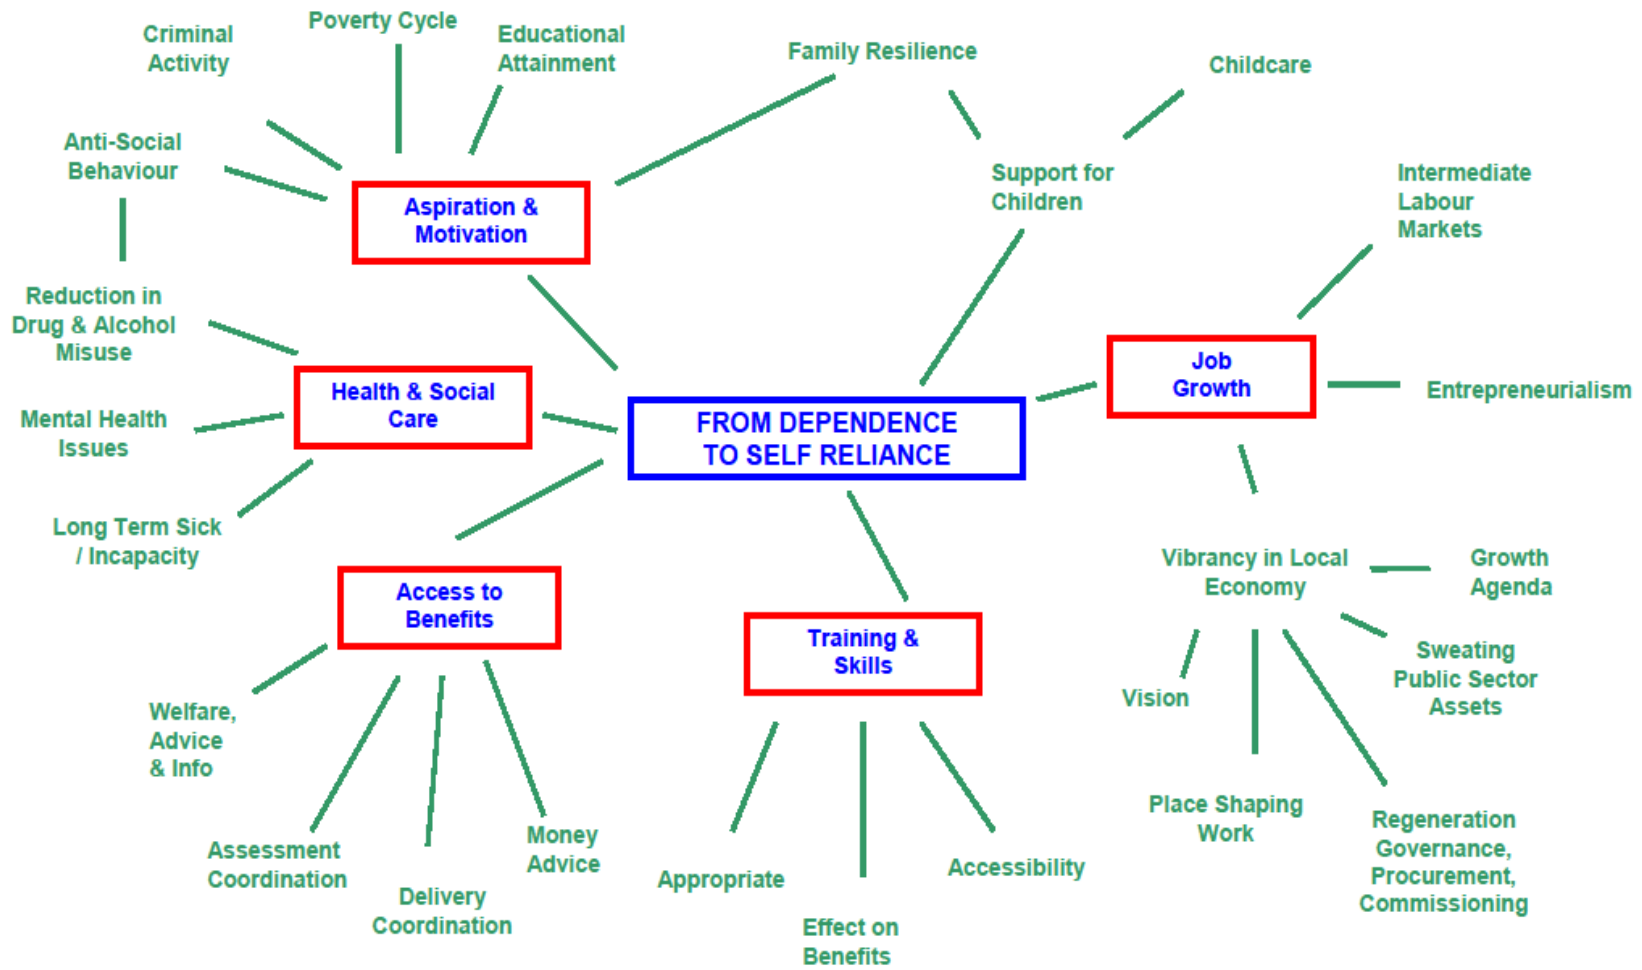 Poverty Cycle
Criminal
Activity
Educational
Attainment
Family Resilience
Childcare
Anti-Social
Behaviour
Aspiration &
Motivation
Support for
Children
Intermediate
Labour
Markets
Reduction in
Drug & Alcohol
Misuse
Health & Social
Care
Job
Growth
Mental Health
Issues
FROM DEPENDENCE
TO SELF RELIANCE
Entrepreneurialism
Long Term Sick
/ Incapacity
Access to
Benefits
Training &
Skills
Vibrancy in Local
Economy
Growth
Agenda
Sweating
Public Sector
Assets
Vision
Welfare,
Advice
& Info
Assessment
Coordination
Delivery
Coordination
Money
Advice
Appropriate
Effect on
Benefits
Accessibility
Place Shaping
Work
Regeneration
Governance,
Procurement,
Commissioning